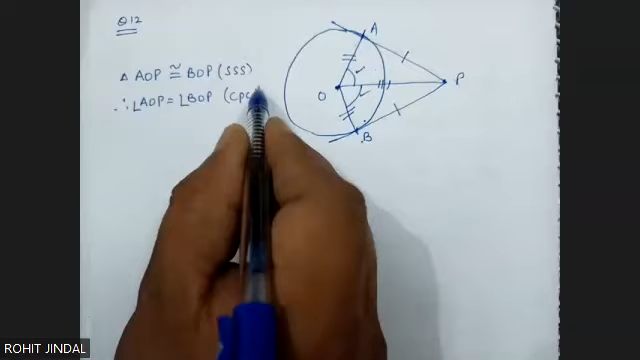 Q12
△ AOP ≅ BOP (SSS)
∴ ∠AOP = ∠BOP (CPC
A
O
P
B
ROHIT JINDAL